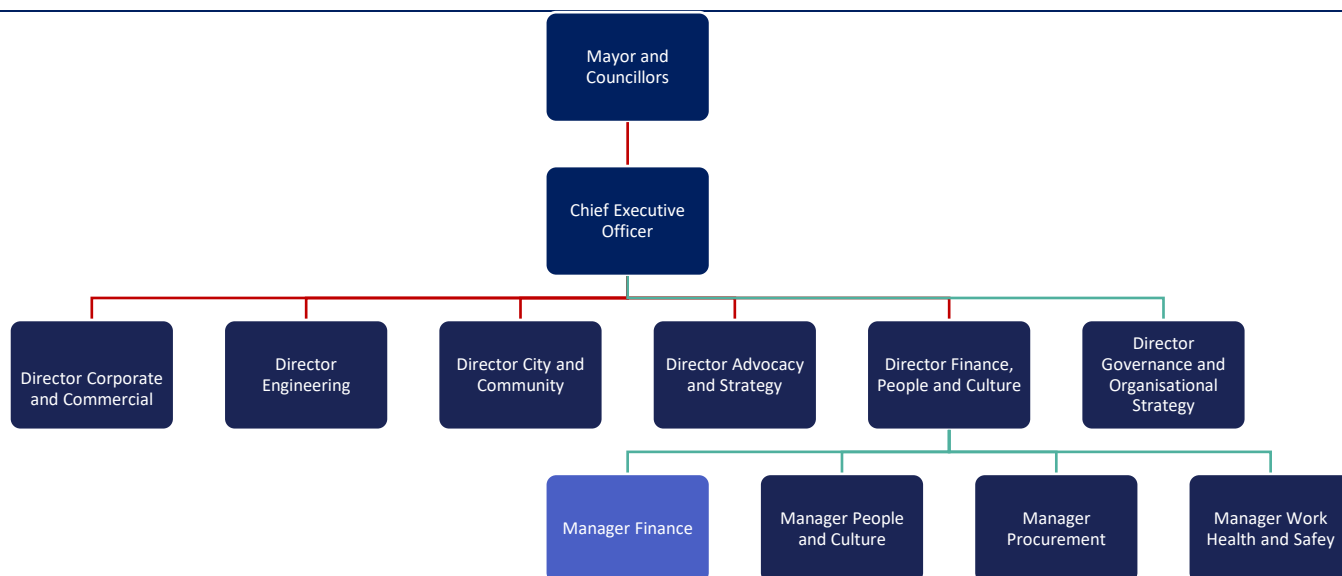 Mayor and
Councillors
Chief Executive
Officer
Director Corporate
and Commercial
Director
Engineering
Director City and
Community
Director Advocacy
and Strategy
Director Finance,
People and Culture
Director
Governance and
Organisational
Strategy
Manager Finance
Manager People
and Culture
Manager
Procurement
Manager Work
Health and Safey